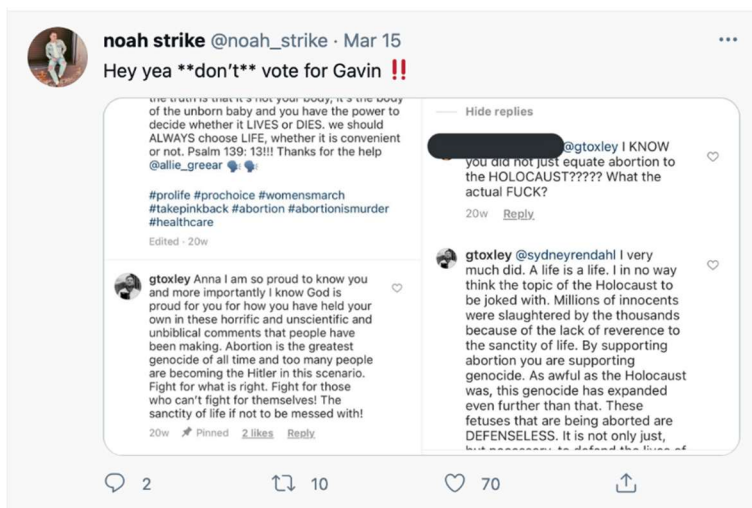 noah strike @noah_strike · Mar 15
Hey yea **don't** vote for Gavin ‼
the truth is that it's not your body, it's the body
of the unborn baby and you have the power to
decide whether it LIVES or DIES. we should
ALWAYS choose LIFE, whether it is convenient
or not. Psalm 139: 13!!! Thanks for the help
@allie_greear 🗣️ 🗣️
#prolife #prochoice #womensmarch
#takepinkback #abortion #abortionismurder
#healthcare
Edited · 20w
gtoxley Anna I am so proud to know you
and more importantly I know God is
proud for you for how you have held your
own in these horrific and unscientific and
unbiblical comments that people have
been making. Abortion is the greatest
genocide of all time and too many people
are becoming the Hitler in this scenario.
Fight for what is right. Fight for those
who can't fight for themselves! The
sanctity of life if not to be messed with!
20w Pinned 2 likes Reply
Hide replies
@gtoxley I KNOW
you did not just equate abortion to
the HOLOCAUST????? What the
actual FUCK?
20w Reply
gtoxley @sydneyrendahl I very
much did. A life is a life. I in no way
think the topic of the Holocaust to
be joked with. Millions of innocents
were slaughtered by the thousands
because of the lack of reverence to
the sanctity of life. By supporting
abortion you are supporting
genocide. As awful as the Holocaust
was, this genocide has expanded
even further than that. These
fetuses that are being aborted are
DEFENSELESS. It is not only just,
but necessary, to defend the lives of
2 10 70